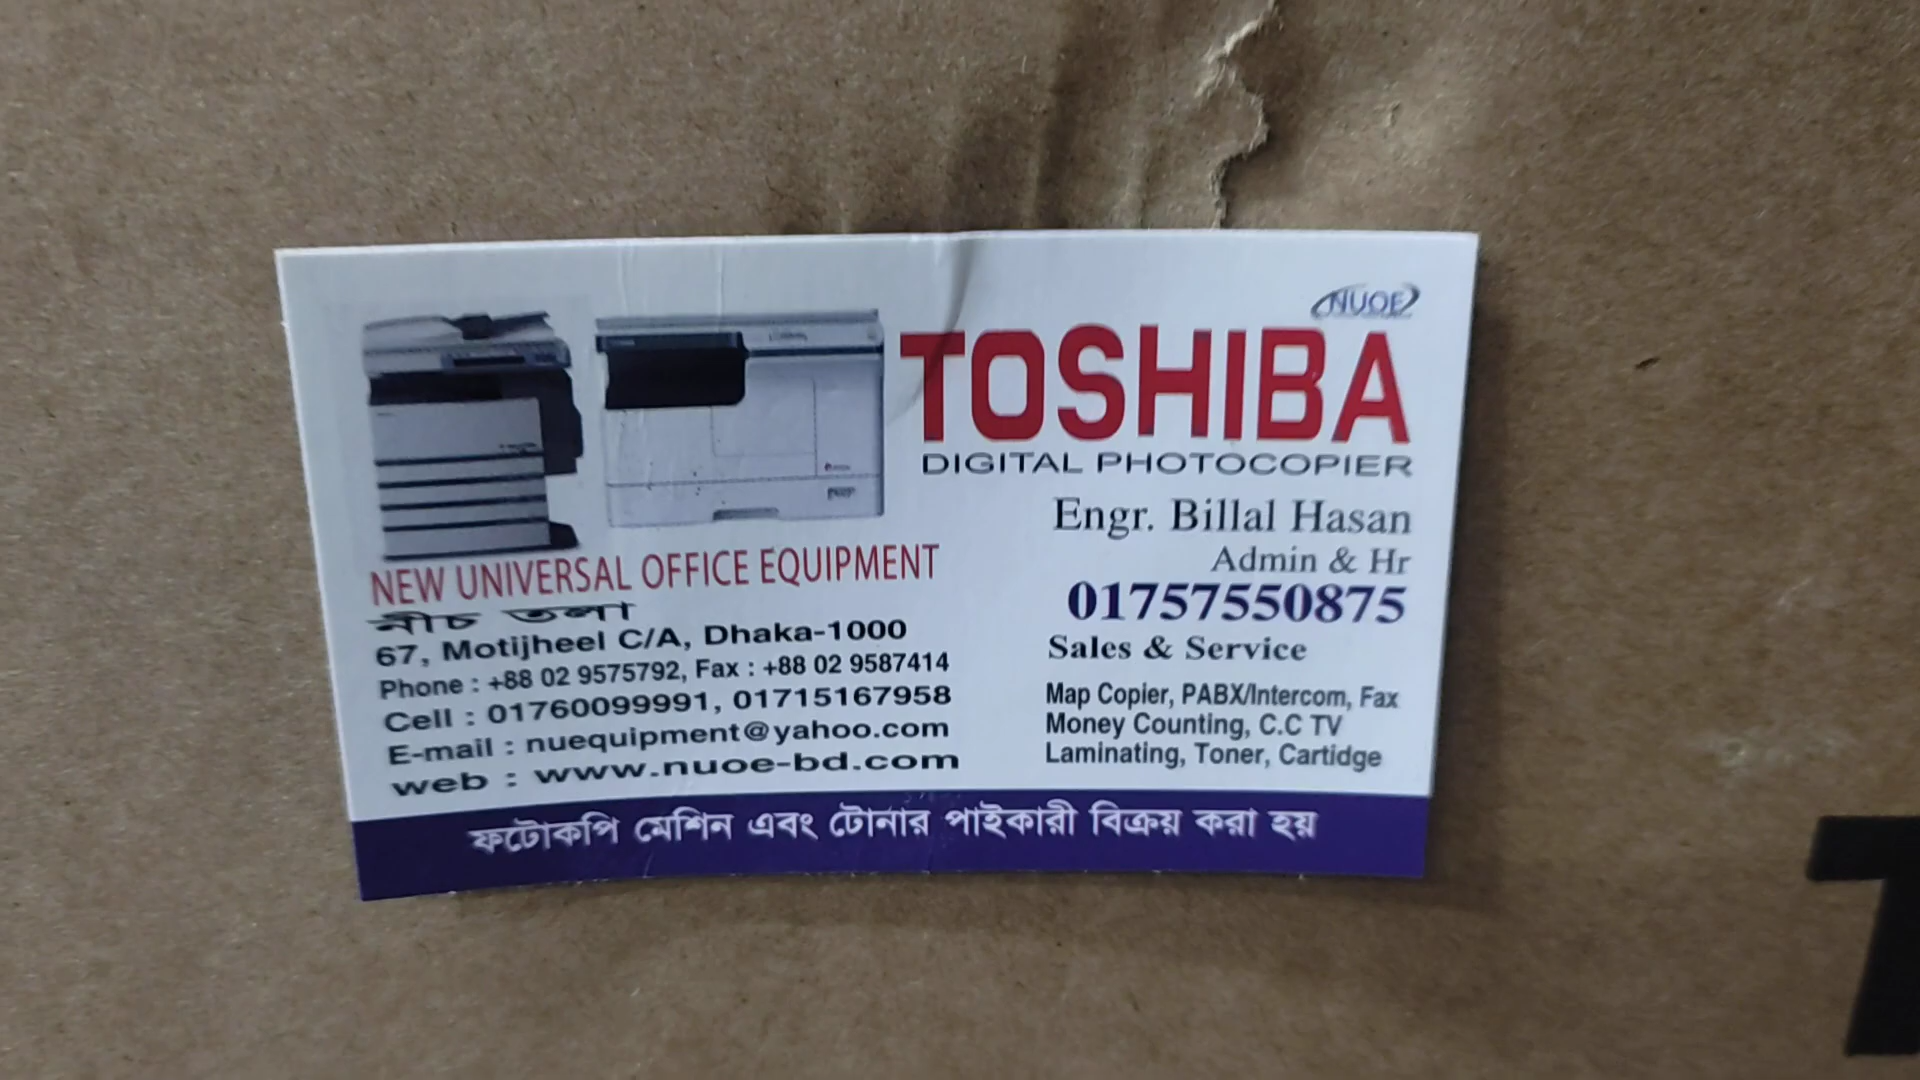 NUOE
TOSHIBA
DIGITAL PHOTOCOPIER
Engr. Billal Hasan
Admin & Hr
01757550875
Sales & Service
Map Copier, PABX/Intercom, Fax
Money Counting, C.C TV
Laminating, Toner, Cartidge
NEW UNIVERSAL OFFICE EQUIPMENT
নীচ তলা
67, Motijheel C/A, Dhaka-1000
Phone : +88 02 9575792, Fax : +88 02 9587414
Cell : 01760099991, 01715167958
E-mail : nuequipment@yahoo.com
web : www.nuoe-bd.com
ফটোকপি মেশিন এবং টোনার পাইকারী বিক্রয় করা হয়